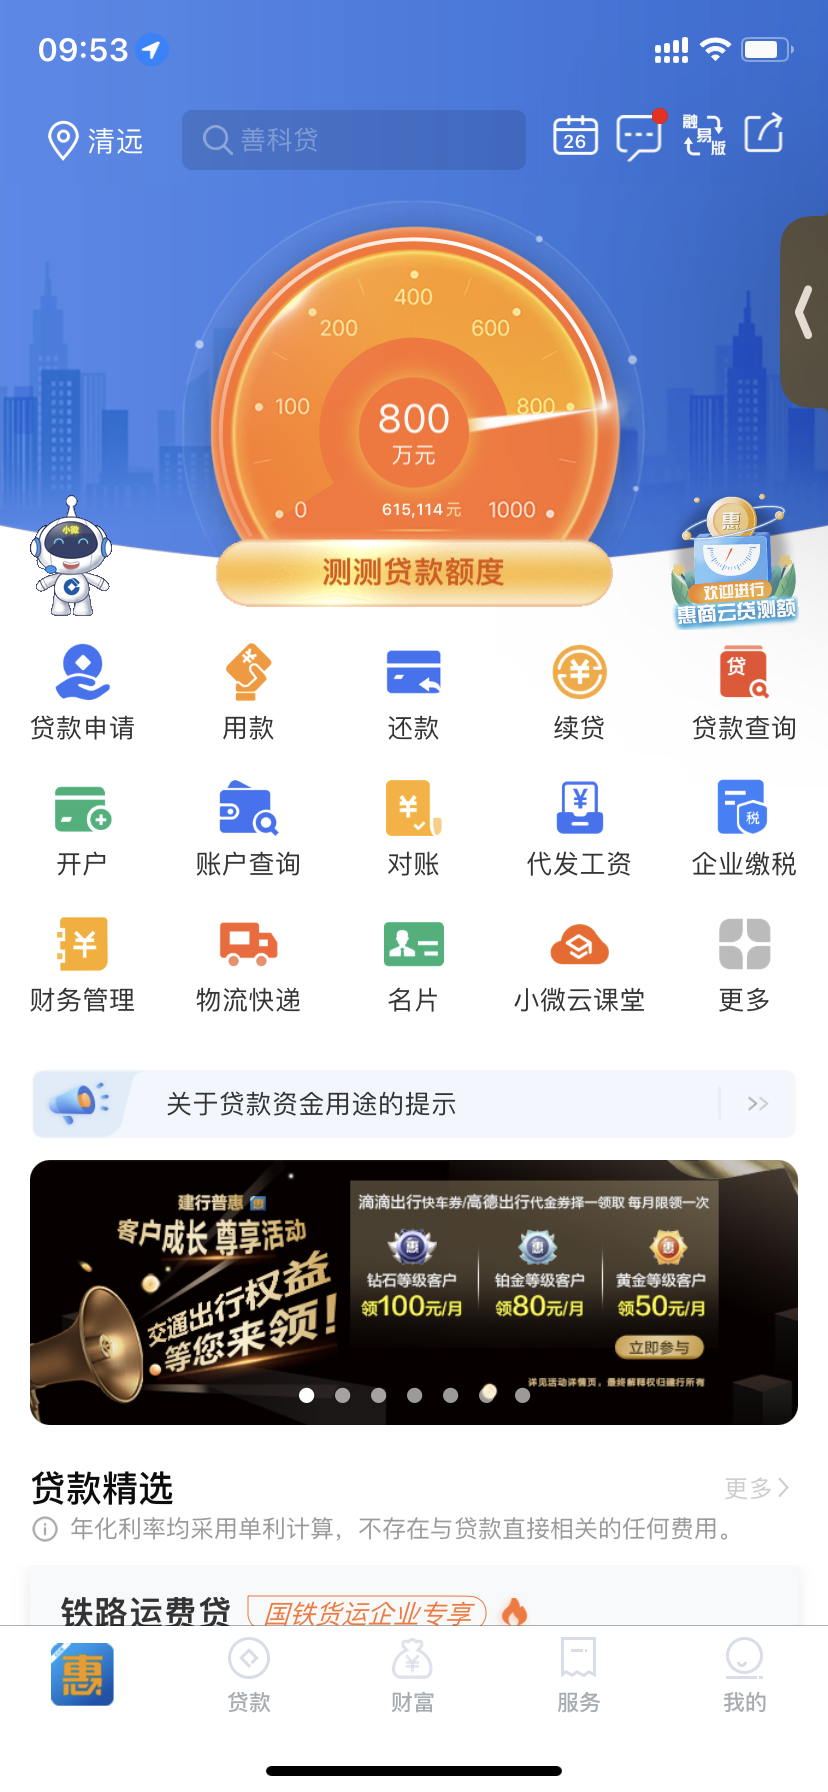 09:53
清远
善科贷
26
融
易
版
400
200
600
100
800
800
万元
0
615,114元
1000
测测贷款额度
小微
惠
欢迎进行
惠商云贷测额
贷款申请
用款
还款
续贷
贷
贷款查询
开户
账户查询
对账
代发工资
税
企业缴税
财务管理
物流快递
名片
小微云课堂
更多
关于贷款资金用途的提示
建行普惠
客户成长 尊享活动
交通出行权益
等您来领!
滴滴出行快车券/高德出行代金券择一领取 每月限领一次
惠
惠
惠
钻石等级客户
铂金等级客户
黄金等级客户
领100元/月
领80元/月
领50元/月
立即参与
详见活动详情页，最终解释权归建行所有
贷款精选
更多
年化利率均采用单利计算，不存在与贷款直接相关的任何费用。
铁路运费贷
国铁货运企业专享
惠
贷款
财富
服务
我的